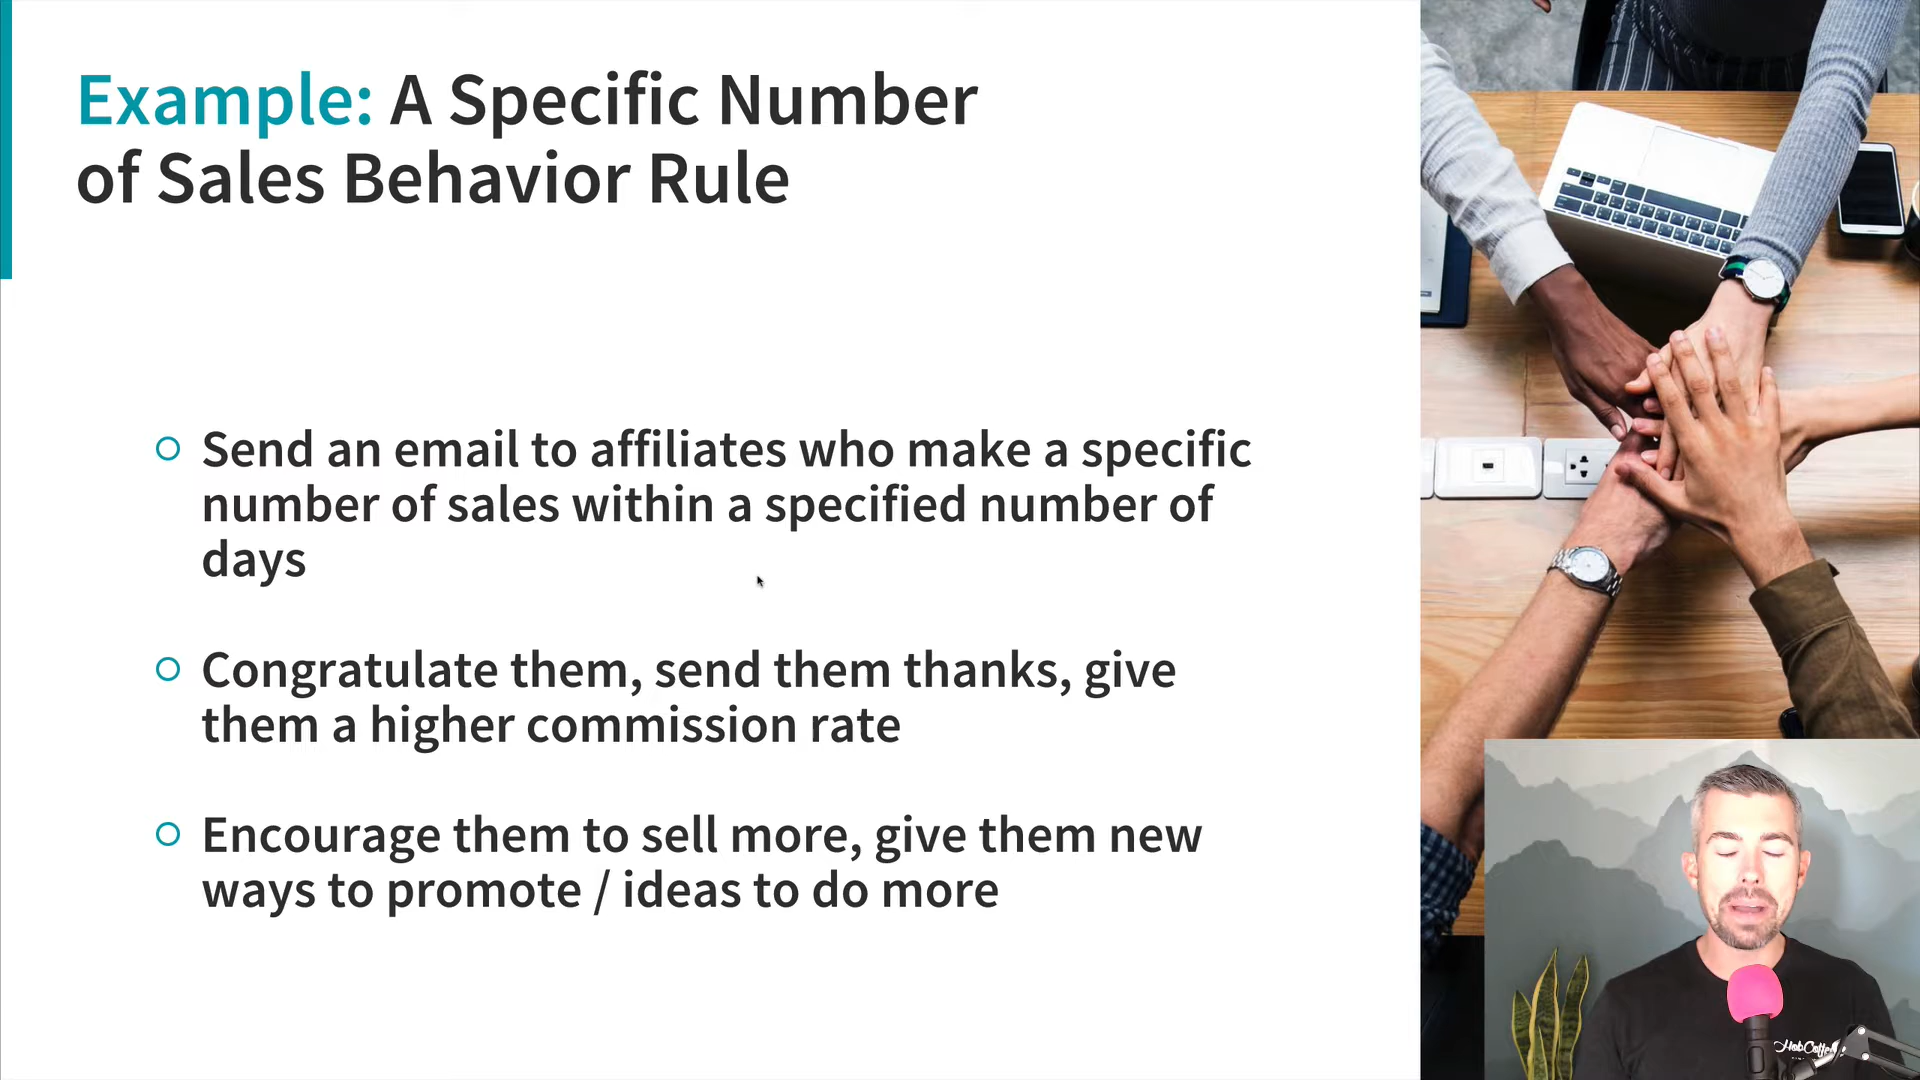 Example: A Specific Number
of Sales Behavior Rule
Send an email to affiliates who make a specific
number of sales within a specified number of
days
Congratulate them, send them thanks, give
them a higher commission rate
Encourage them to sell more, give them new
ways to promote / ideas to do more